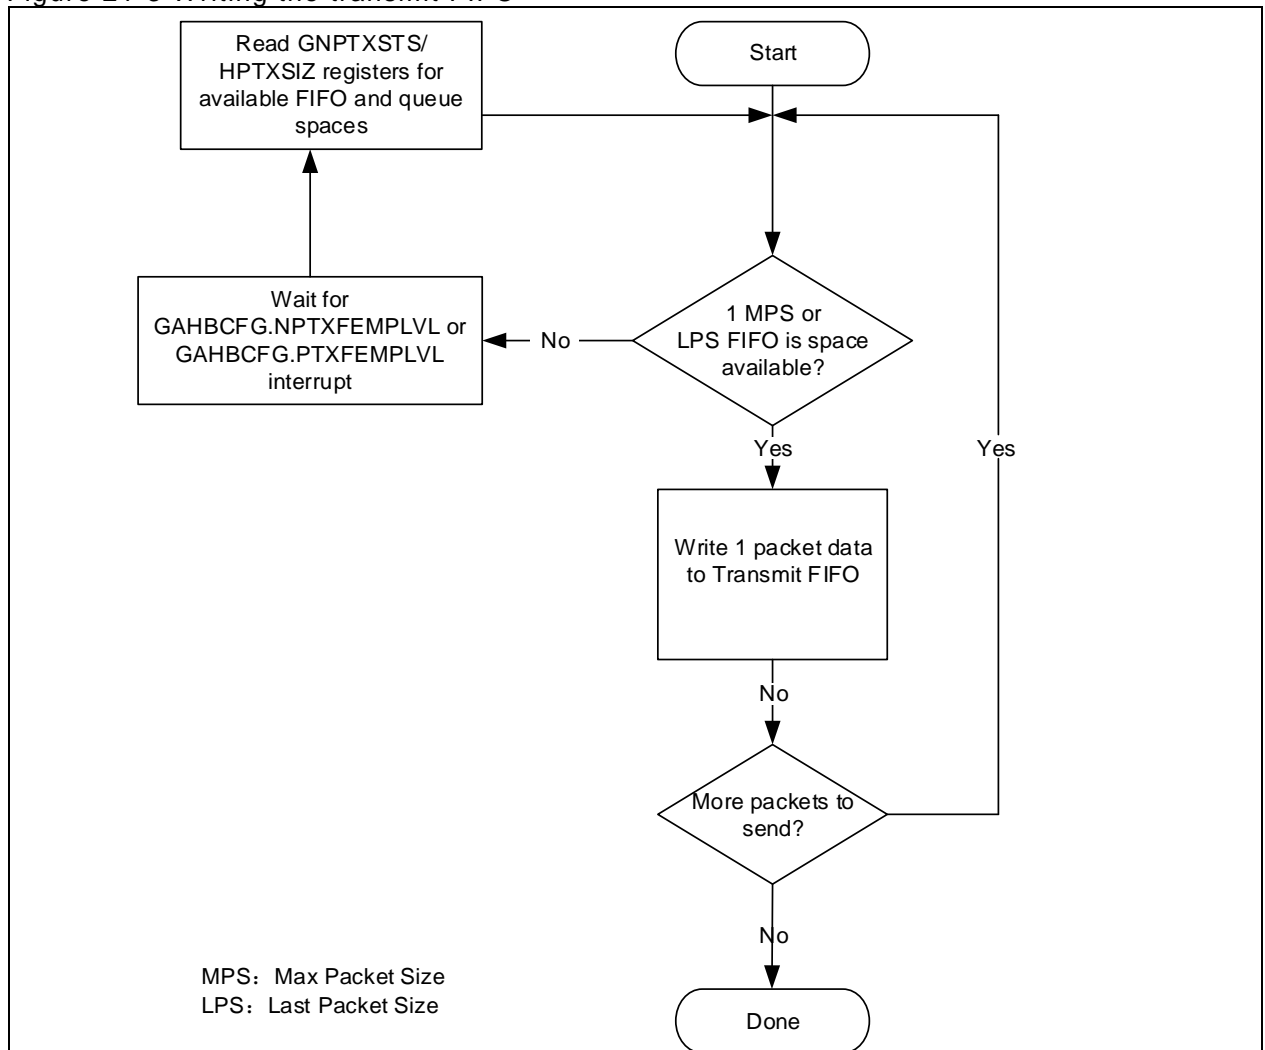 Start
Read GNPTXSTS/
HPTXSIZ registers for
available FIFO and queue
spaces
1 MPS or
LPS FIFO is space
available?
Wait for
GAHBCFG.NPTXFEMPLVL or
GAHBCFG.PTXFEMPLVL
interrupt
No
Yes
Yes
Write 1 packet data
to Transmit FIFO
No
More packets to
send?
No
MPS：Max Packet Size
LPS：Last Packet Size
Done